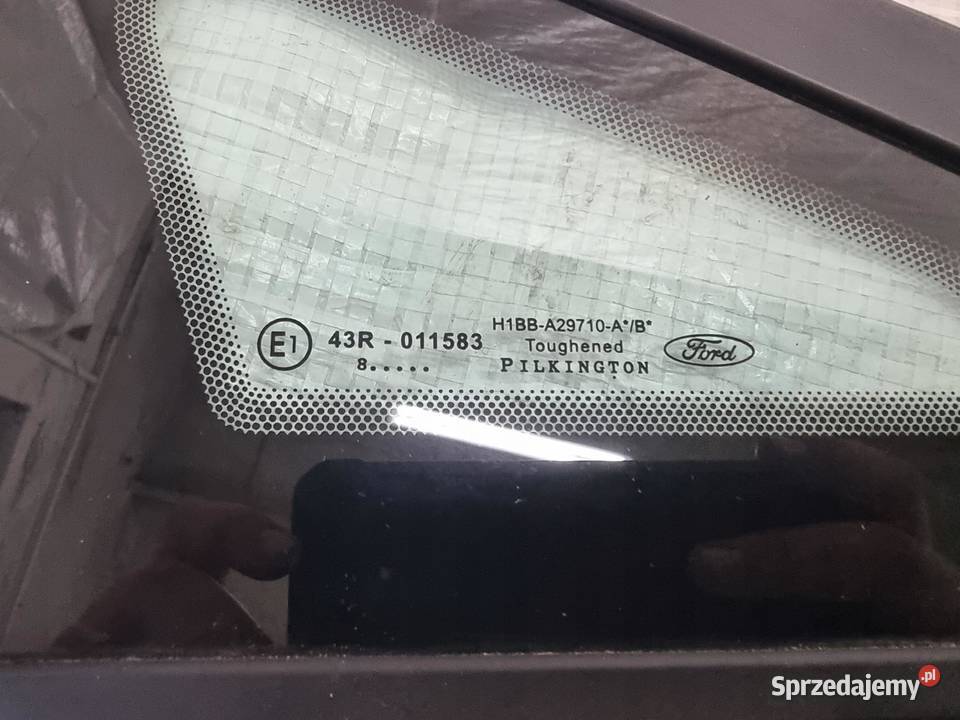 E1 43R - 011583
8.....
H1BB-A29710-A*/B*
Toughened
PILKINGTON
Ford
Sprzedajemy.pl